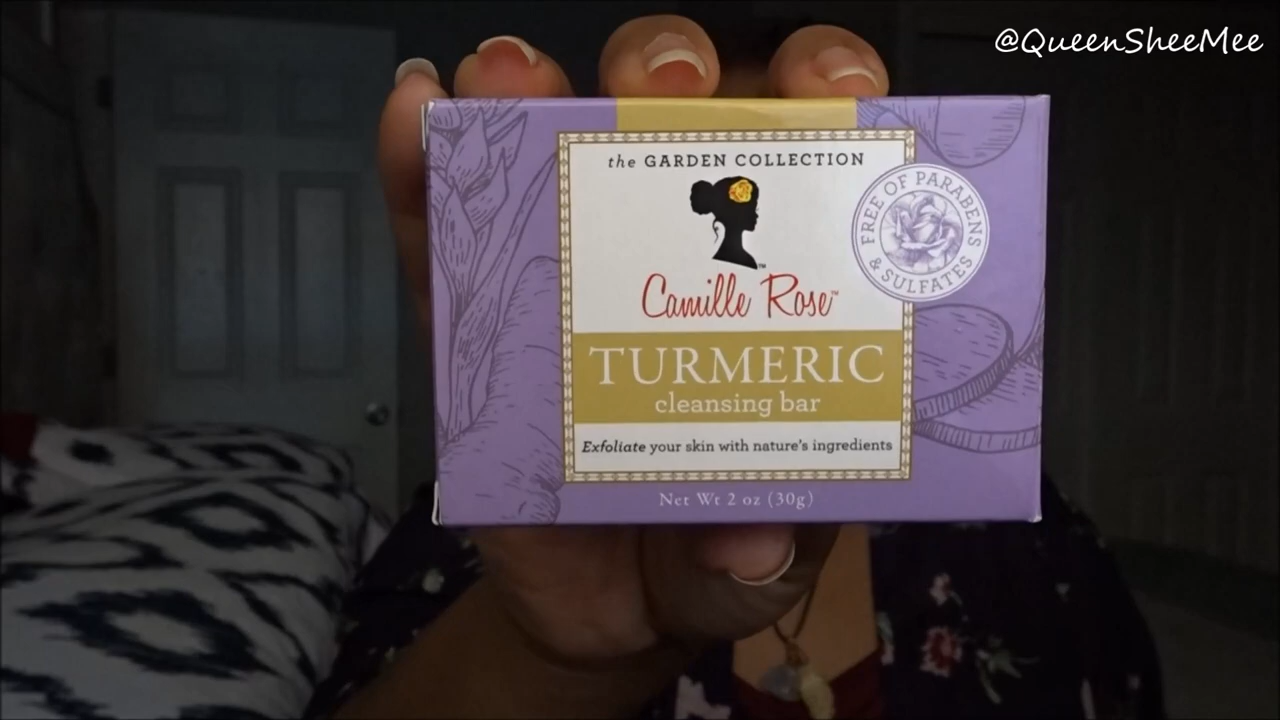 @QueenSheeMee
the GARDEN COLLECTION
FREE OF PARABENS
& SULFATES
Camille Rose™
TURMERIC
cleansing bar
Exfoliate your skin with nature's ingredients
Net Wt 2 oz (30g)